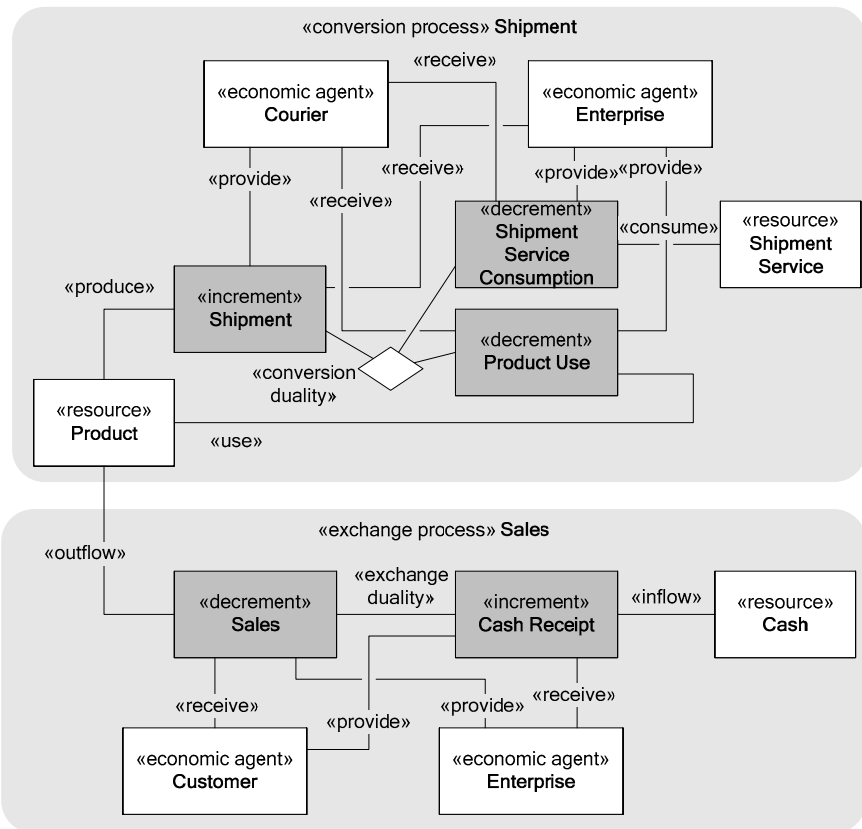 «conversion process» Shipment
«receive»
«economic agent»
Courier
«economic agent»
Enterprise
«provide»
«receive»
«receive»
«provide»
«provide»
«decrement»
Shipment
Service
Consumption
«consume»
«resource»
Shipment
Service
«produce»
«increment»
Shipment
«decrement»
Product Use
«conversion
duality»
«resource»
Product
«use»
«exchange process» Sales
«outflow»
«decrement»
Sales
«exchange
duality»
«increment»
Cash Receipt
«inflow»
«resource»
Cash
«receive»
«provide»
«provide»
«receive»
«economic agent»
Customer
«economic agent»
Enterprise